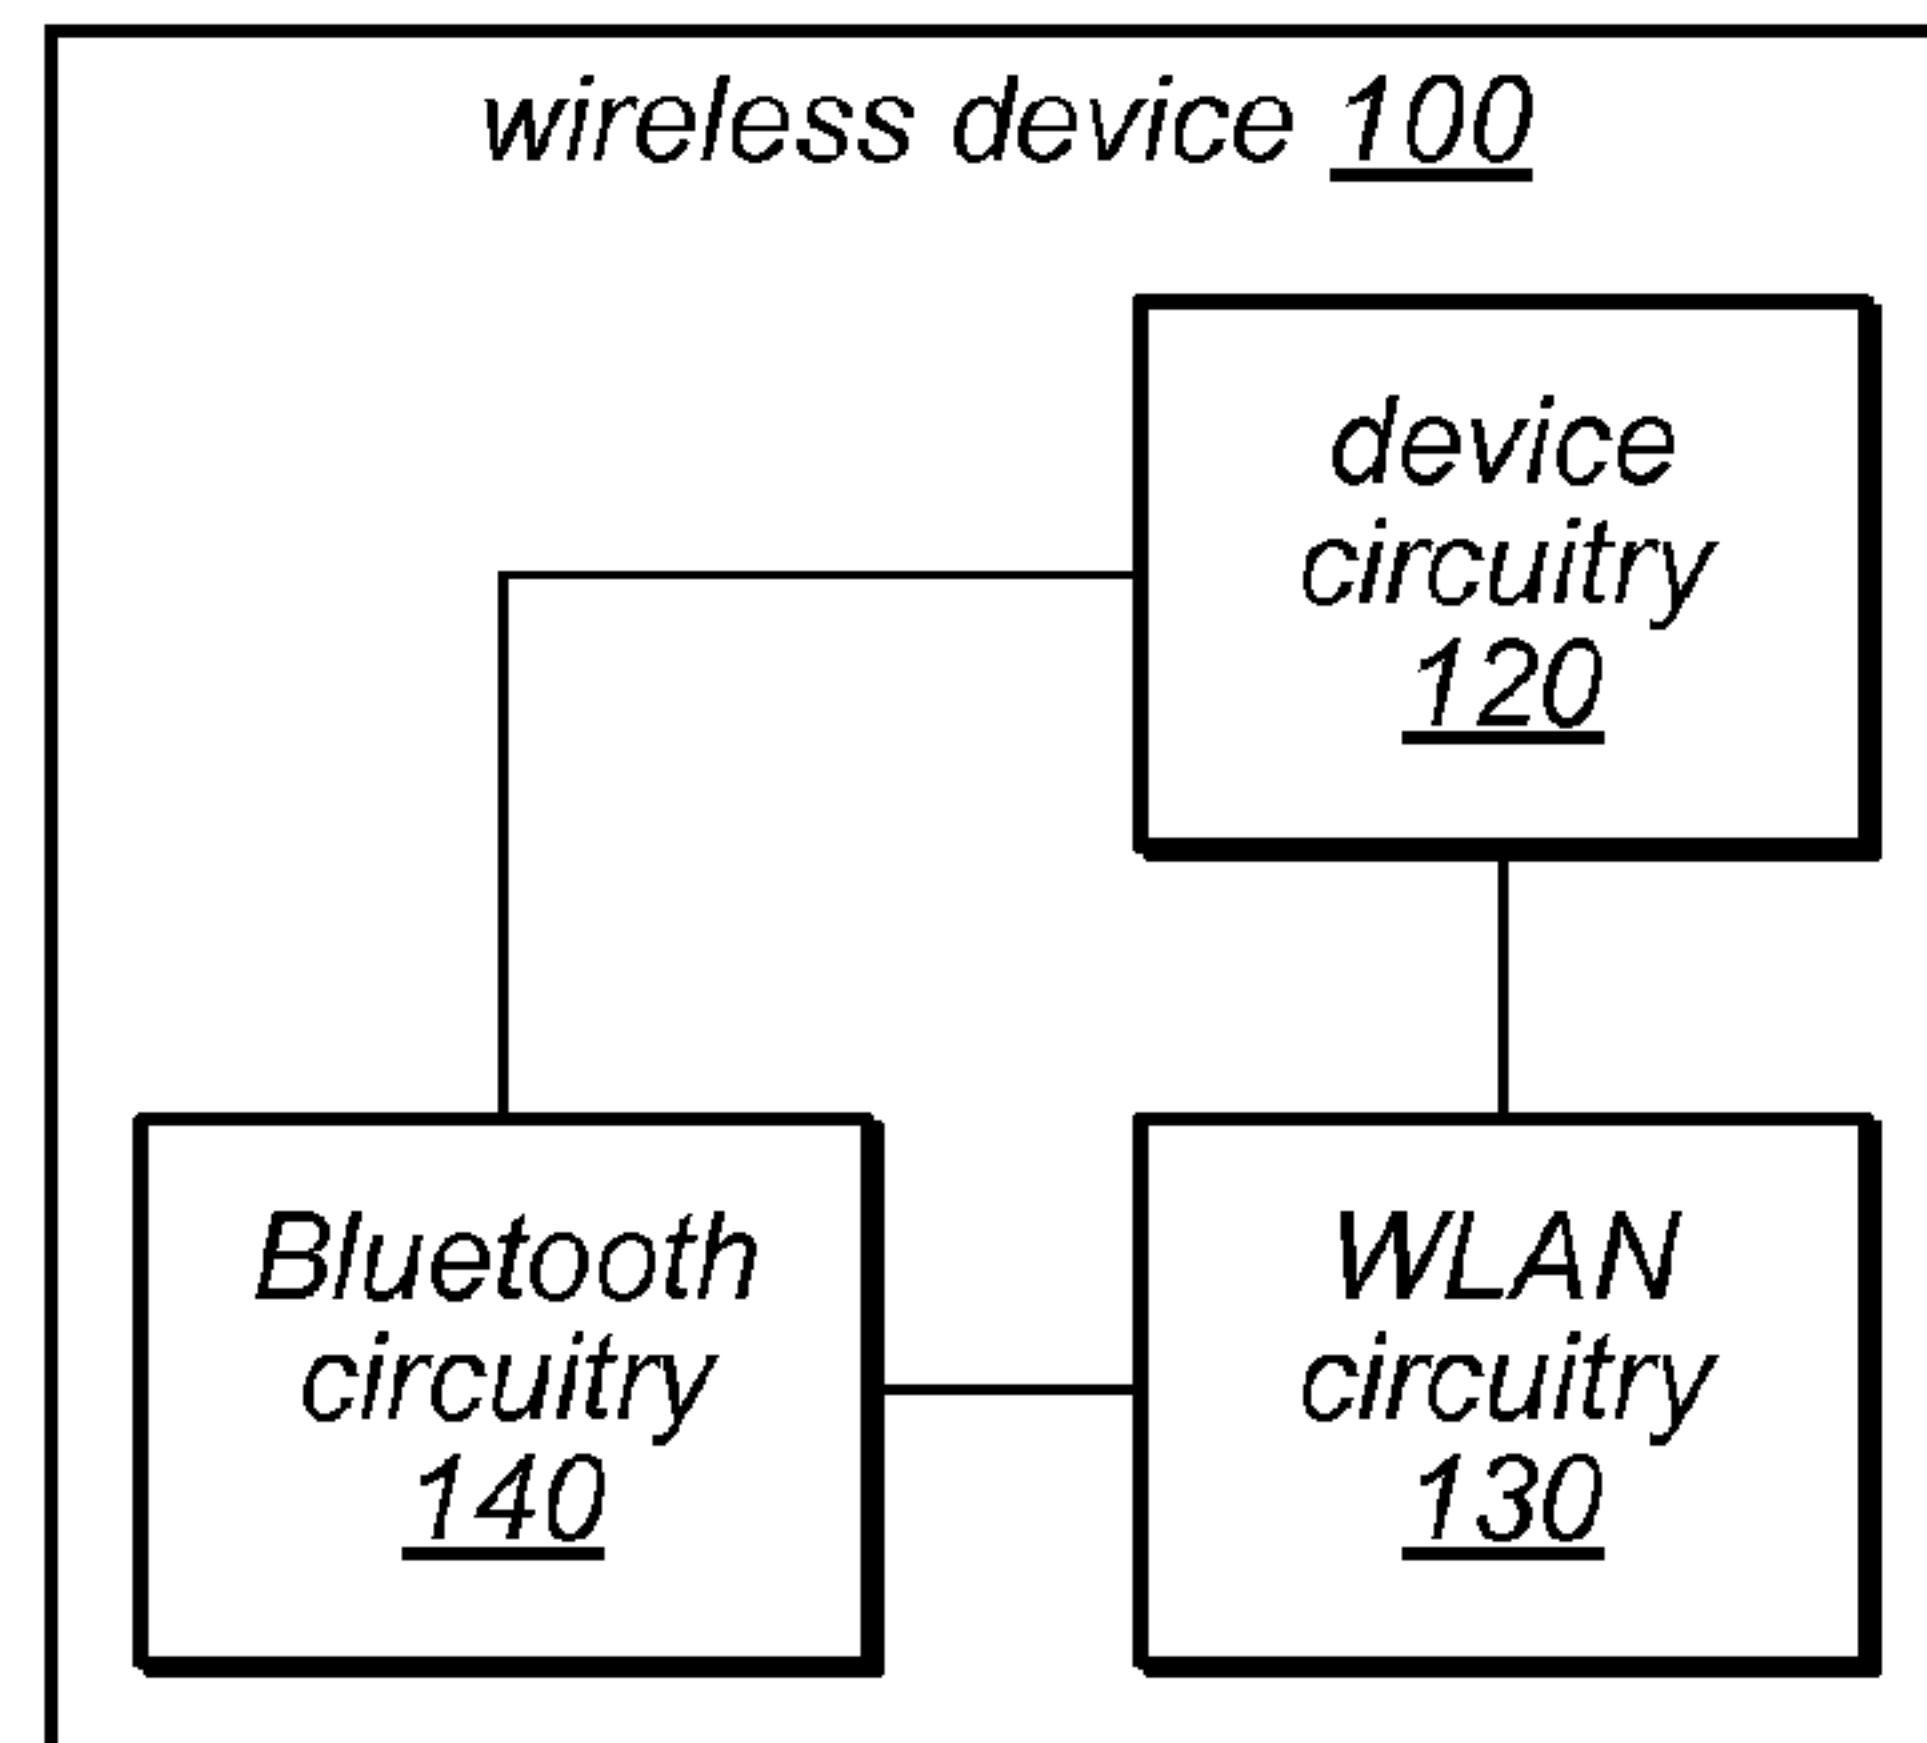 wireless device 100
device
circuitry
120
Bluetooth
circuitry
140
WLAN
circuitry
130